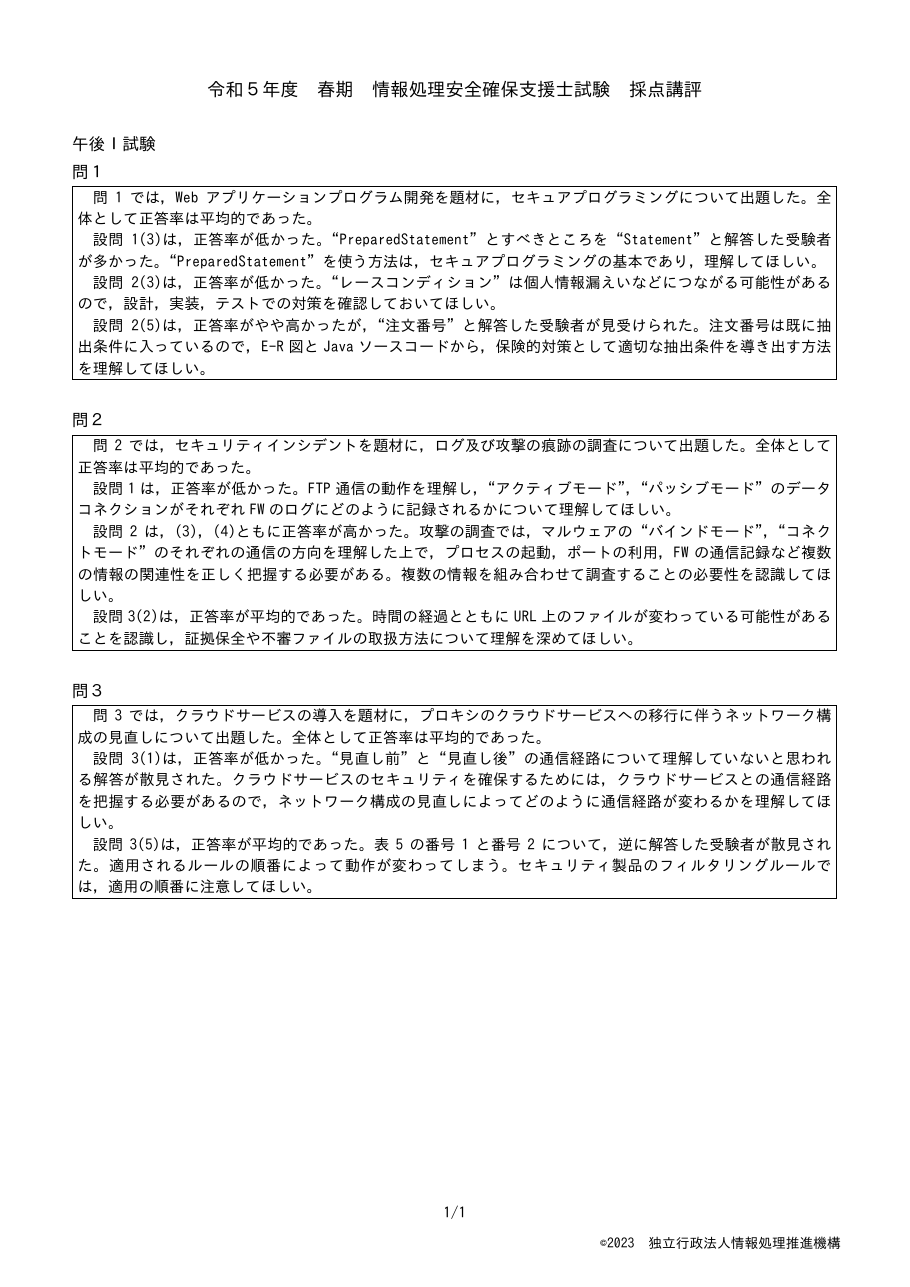 令和５年度　春期　情報処理安全確保支援士試験　採点講評
午後Ⅰ試験
問１
問 1 では，Web アプリケーションプログラム開発を題材に，セキュアプログラミングについて出題した。全
体として正答率は平均的であった。
設問 1(3)は，正答率が低かった。“PreparedStatement”とすべきところを“Statement”と解答した受験者
が多かった。“PreparedStatement”を使う方法は，セキュアプログラミングの基本であり，理解してほしい。
設問 2(3)は，正答率が低かった。“レースコンディション”は個人情報漏えいなどにつながる可能性がある
ので，設計，実装，テストでの対策を確認しておいてほしい。
設問 2(5)は，正答率がやや高かったが，“注文番号”と解答した受験者が見受けられた。注文番号は既に抽
出条件に入っているので，E-R 図と Java ソースコードから，保険的対策として適切な抽出条件を導き出す方法
を理解してほしい。
問２
問 2 では，セキュリティインシデントを題材に，ログ及び攻撃の痕跡の調査について出題した。全体として
正答率は平均的であった。
設問 1 は，正答率が低かった。FTP 通信の動作を理解し，“アクティブモード”，“パッシブモード”のデータ
コネクションがそれぞれ FW のログにどのように記録されるかについて理解してほしい。
設問 2 は，(3)，(4)ともに正答率が高かった。攻撃の調査では，マルウェアの“バインドモード”，“コネク
トモード”のそれぞれの通信の方向を理解した上で，プロセスの起動，ポートの利用，FW の通信記録など複数
の情報の関連性を正しく把握する必要がある。複数の情報を組み合わせて調査することの必要性を認識してほ
しい。
設問 3(2)は，正答率が平均的であった。時間の経過とともに URL 上のファイルが変わっている可能性がある
ことを認識し，証拠保全や不審ファイルの取扱方法について理解を深めてほしい。
問３
問 3 では，クラウドサービスの導入を題材に，プロキシのクラウドサービスへの移行に伴うネットワーク構
成の見直しについて出題した。全体として正答率は平均的であった。
設問 3(1)は，正答率が低かった。“見直し前”と“見直し後”の通信経路について理解していないと思われ
る解答が散見された。クラウドサービスのセキュリティを確保するためには，クラウドサービスとの通信経路
を把握する必要があるので，ネットワーク構成の見直しによってどのように通信経路が変わるかを理解してほ
しい。
設問 3(5)は，正答率が平均的であった。表 5 の番号 1 と番号 2 について，逆に解答した受験者が散見され
た。適用されるルールの順番によって動作が変わってしまう。セキュリティ製品のフィルタリングルールで
は，適用の順番に注意してほしい。
1/1
©2023　独立行政法人情報処理推進機構